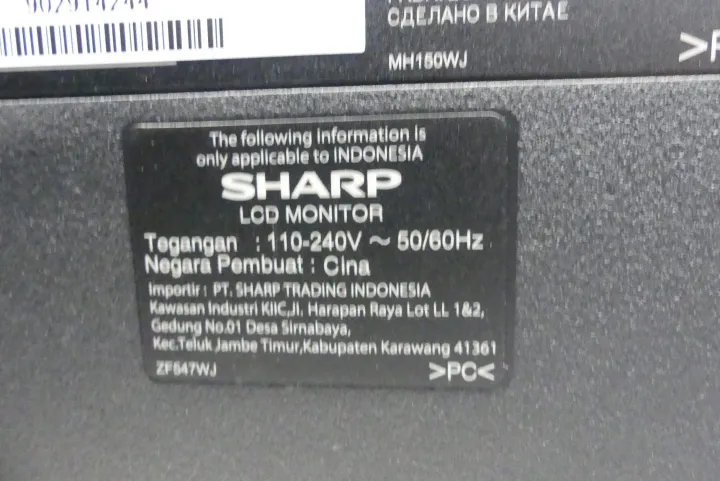 СДЕЛАНО В КИТАЕ
MH150WJ
The following information is
only applicable to INDONESIA
SHARP
LCD MONITOR
Tegangan : 110-240V ~ 50/60Hz
Negara Pembuat : Cina
Importir : PT. SHARP TRADING INDONESIA
Kawasan Industri KIIC,Jl. Harapan Raya Lot LL 1&2,
Gedung No.01 Desa Sirnabaya,
Kec.Teluk Jambe Timur,Kabupaten Karawang 41361
ZF547WJ >PC<